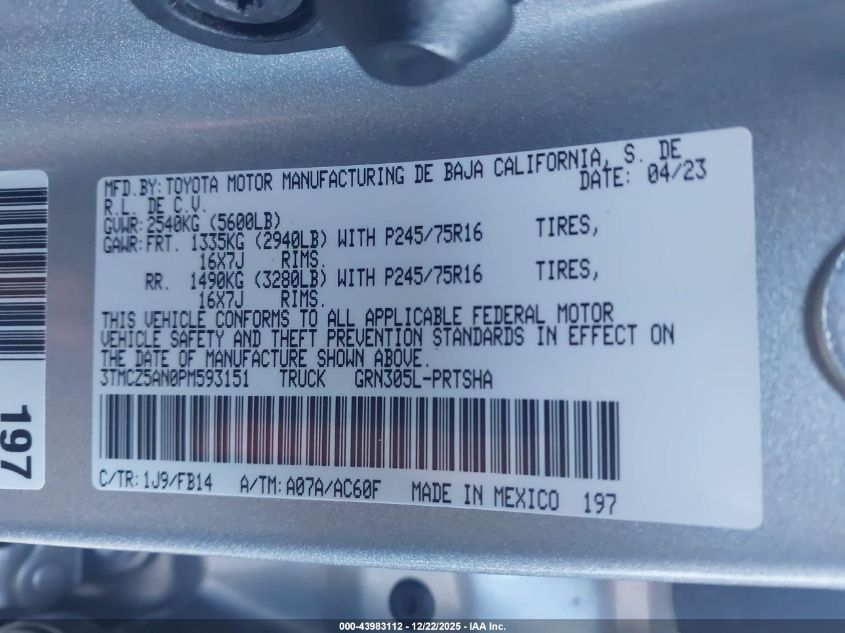 MFD.BY: TOYOTA MOTOR MANUFACTURING DE BAJA CALIFORNIA, S. DE
R.L. DE C.V. DATE: 04/23
GVWR: 2540KG (5600LB)
GAWR: FRT. 1335KG (2940LB) WITH P245/75R16 TIRES,
16X7J RIMS.
RR. 1490KG (3280LB) WITH P245/75R16 TIRES,
16X7J RIMS.
THIS VEHICLE CONFORMS TO ALL APPLICABLE FEDERAL MOTOR
VEHICLE SAFETY AND THEFT PREVENTION STANDARDS IN EFFECT ON
THE DATE OF MANUFACTURE SHOWN ABOVE.
3TMCZ5AN0PM593151 TRUCK GRN305L-PRTSHA
C/TR: 1J9/FB14 A/TM: A07A/AC60F MADE IN MEXICO 197
197
000-43983112 - 12/22/2025 - IAA Inc.